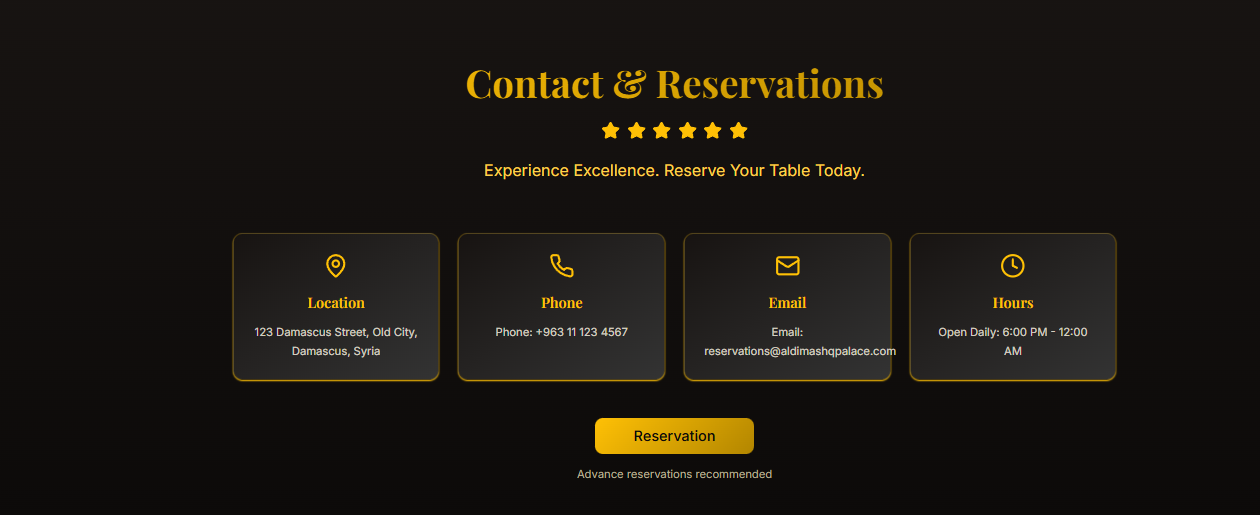 Contact & Reservations
Experience Excellence. Reserve Your Table Today.
Location
123 Damascus Street, Old City,
Damascus, Syria
Phone
Phone: +963 11 123 4567
Email
Email:
reservations@aldimashqpalace.com
Hours
Open Daily: 6:00 PM - 12:00
AM
Reservation
Advance reservations recommended